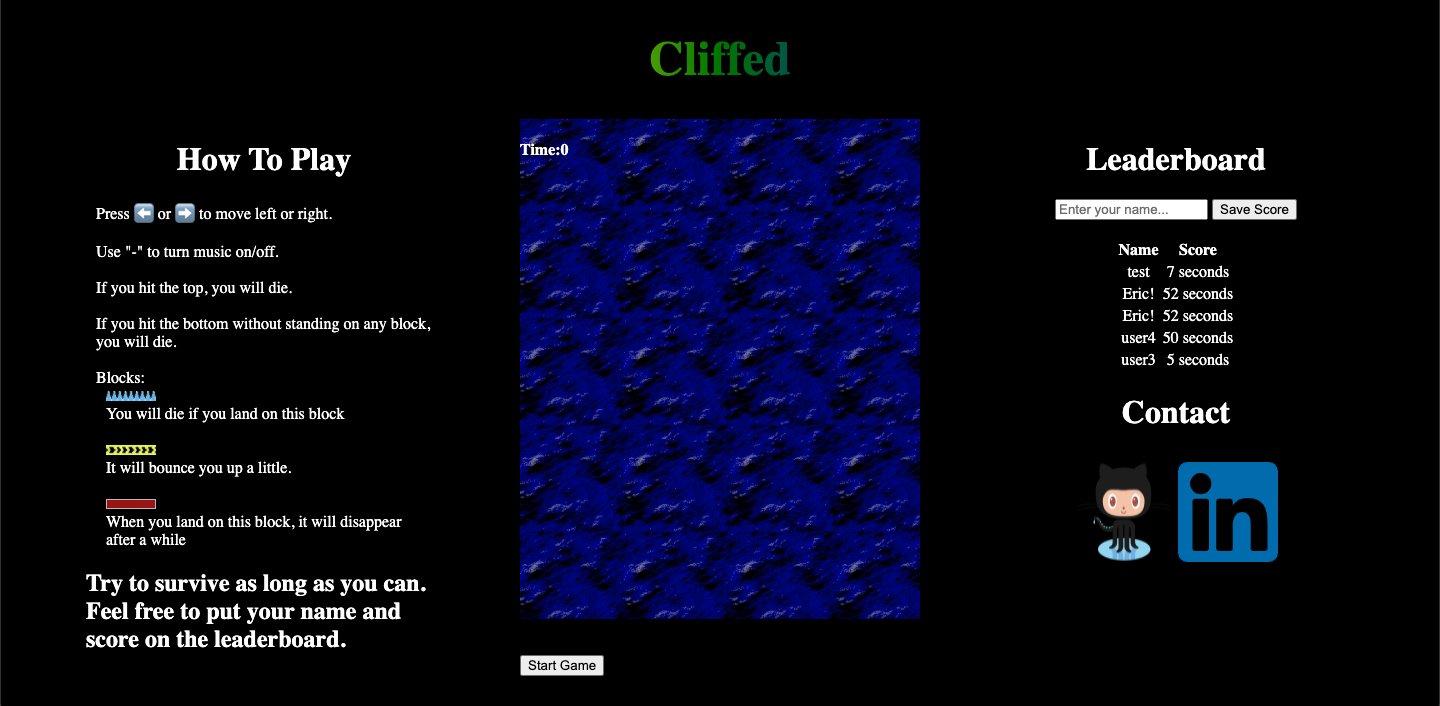 Cliffed
How To Play
Press ⬅️ or ➡️ to move left or right.
Use "-" to turn music on/off.
If you hit the top, you will die.
If you hit the bottom without standing on any block,
you will die.
Blocks:
You will die if you land on this block
It will bounce you up a little.
When you land on this block, it will disappear
after a while
Try to survive as long as you can.
Feel free to put your name and
score on the leaderboard.
Time:0
Start Game
Leaderboard
Enter your name... Save Score
Name Score
test 7 seconds
Eric! 52 seconds
Eric! 52 seconds
user4 50 seconds
user3 5 seconds
Contact
in